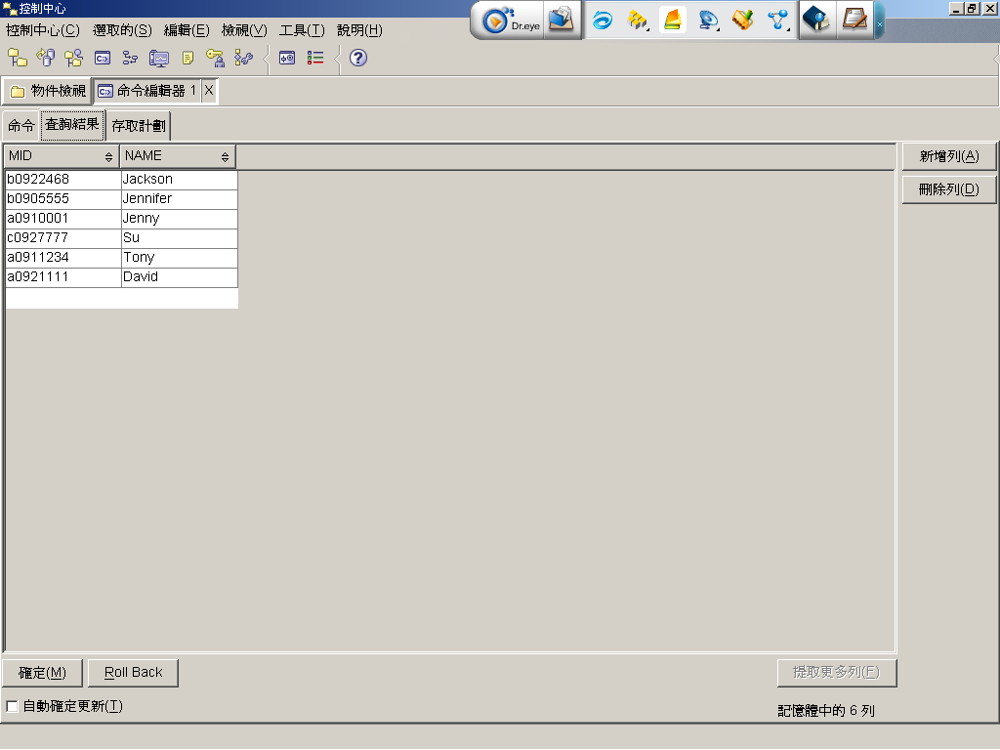 控制中心
控制中心(C) 選取的(S) 編輯(E) 檢視(V) 工具(T) 說明(H)
Dr.eye
物件檢視 命令編輯器 1 X
命令 查詢結果 存取計劃
MID NAME
b0922468 Jackson
b0905555 Jennifer
a0910001 Jenny
c0927777 Su
a0911234 Tony
a0921111 David
新增列(A)
刪除列(D)
確定(M) Roll Back 提取更多列(F)
自動確定更新(T)
記憶體中的 6 列